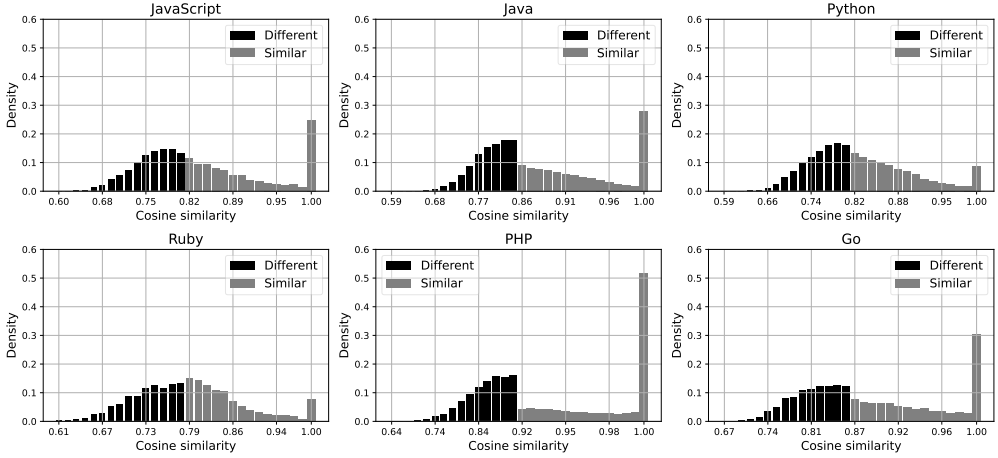 JavaScript
0.6
0.5
0.4
0.3
0.2
0.1
0.0
Density
Different
Similar
0.60 0.68 0.75 0.82 0.89 0.94 1.00
Cosine similarity
Java
0.6
0.5
0.4
0.3
0.2
0.1
0.0
Density
Different
Similar
0.59 0.68 0.77 0.86 0.91 0.95 1.00
Cosine similarity
Python
0.6
0.5
0.4
0.3
0.2
0.1
0.0
Density
Different
Similar
0.59 0.66 0.74 0.82 0.88 0.95 1.00
Cosine similarity
Ruby
0.6
0.5
0.4
0.3
0.2
0.1
0.0
Density
Different
Similar
0.61 0.67 0.73 0.79 0.86 0.94 1.00
Cosine similarity
PHP
0.6
0.5
0.4
0.3
0.2
0.1
0.0
Density
Different
Similar
0.64 0.74 0.84 0.92 0.95 0.98 1.00
Cosine similarity
Go
0.6
0.5
0.4
0.3
0.2
0.1
0.0
Density
Different
Similar
0.67 0.74 0.81 0.87 0.92 0.96 1.00
Cosine similarity